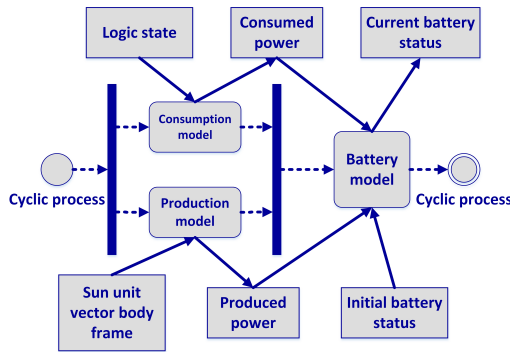 Logic state
Consumed
power
Current battery
status
Consumption
model
Battery
model
Cyclic process
Cyclic process
Production
model
Sun unit
vector body
frame
Produced
power
Initial battery
status